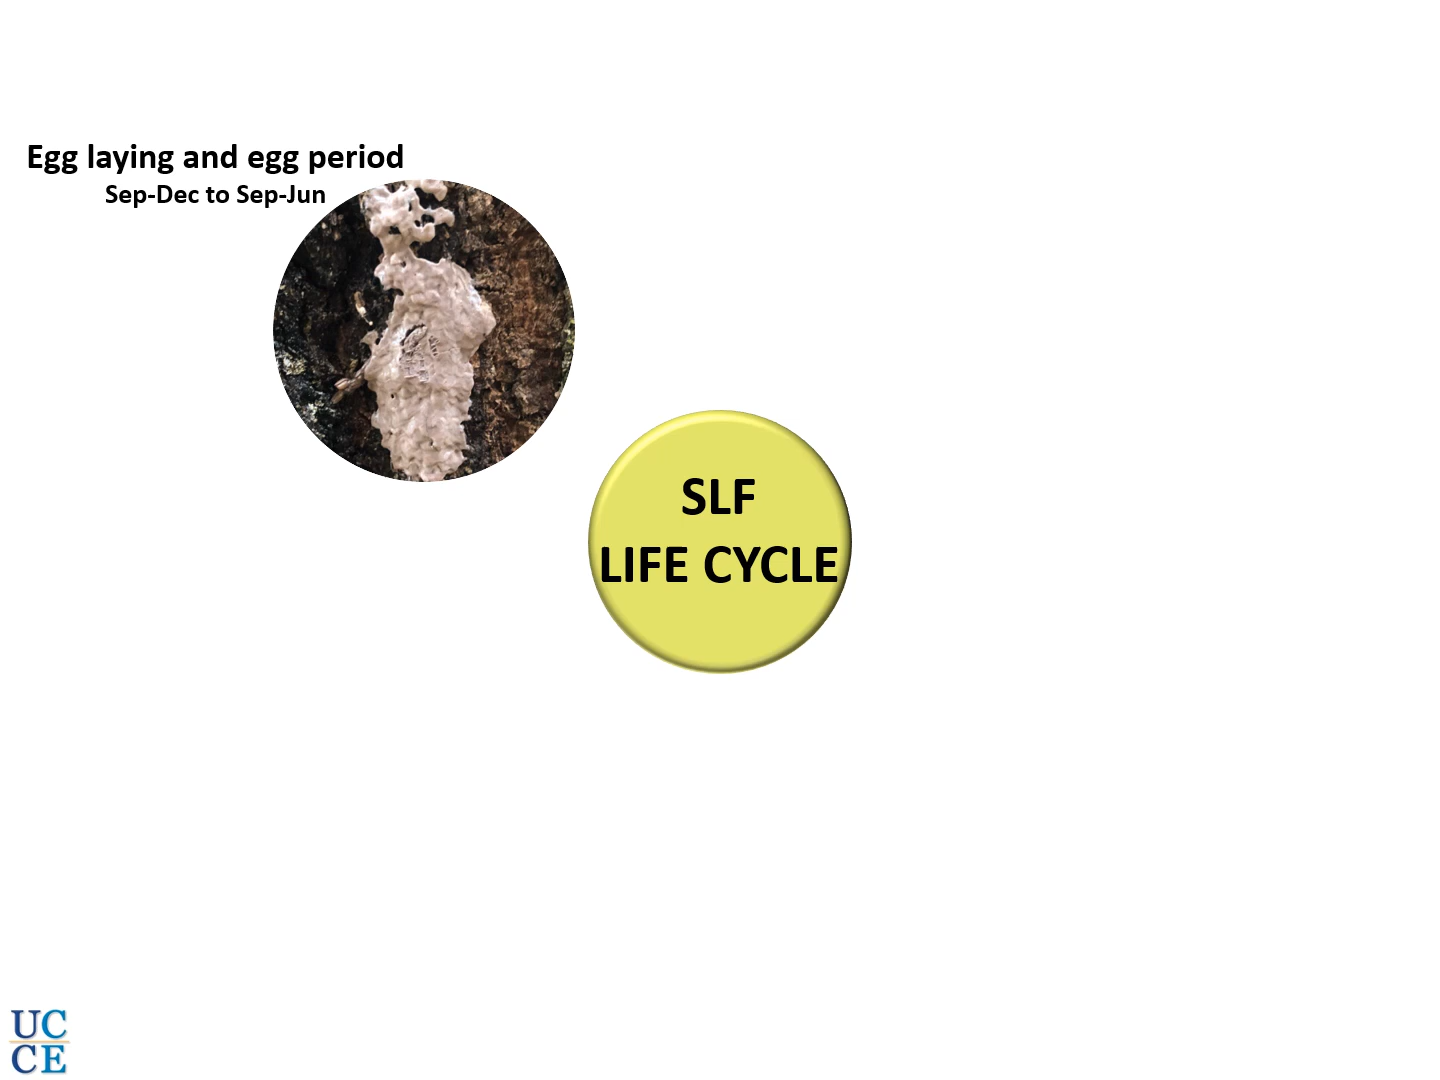 Egg laying and egg period
Sep-Dec to Sep-Jun
SLF
LIFE CYCLE
UC
CE